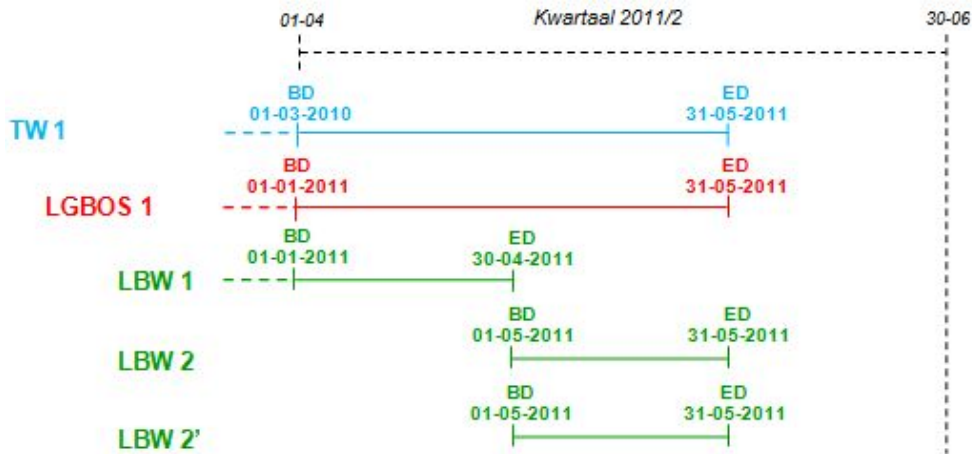 01-04 Kwartaal 2011/2 30-06
BD ED
01-03-2010 31-05-2011
TW 1
BD ED
01-01-2011 31-05-2011
LGBOS 1
BD ED
01-01-2011 30-04-2011
LBW 1
BD ED
01-05-2011 31-05-2011
LBW 2
BD ED
01-05-2011 31-05-2011
LBW 2’